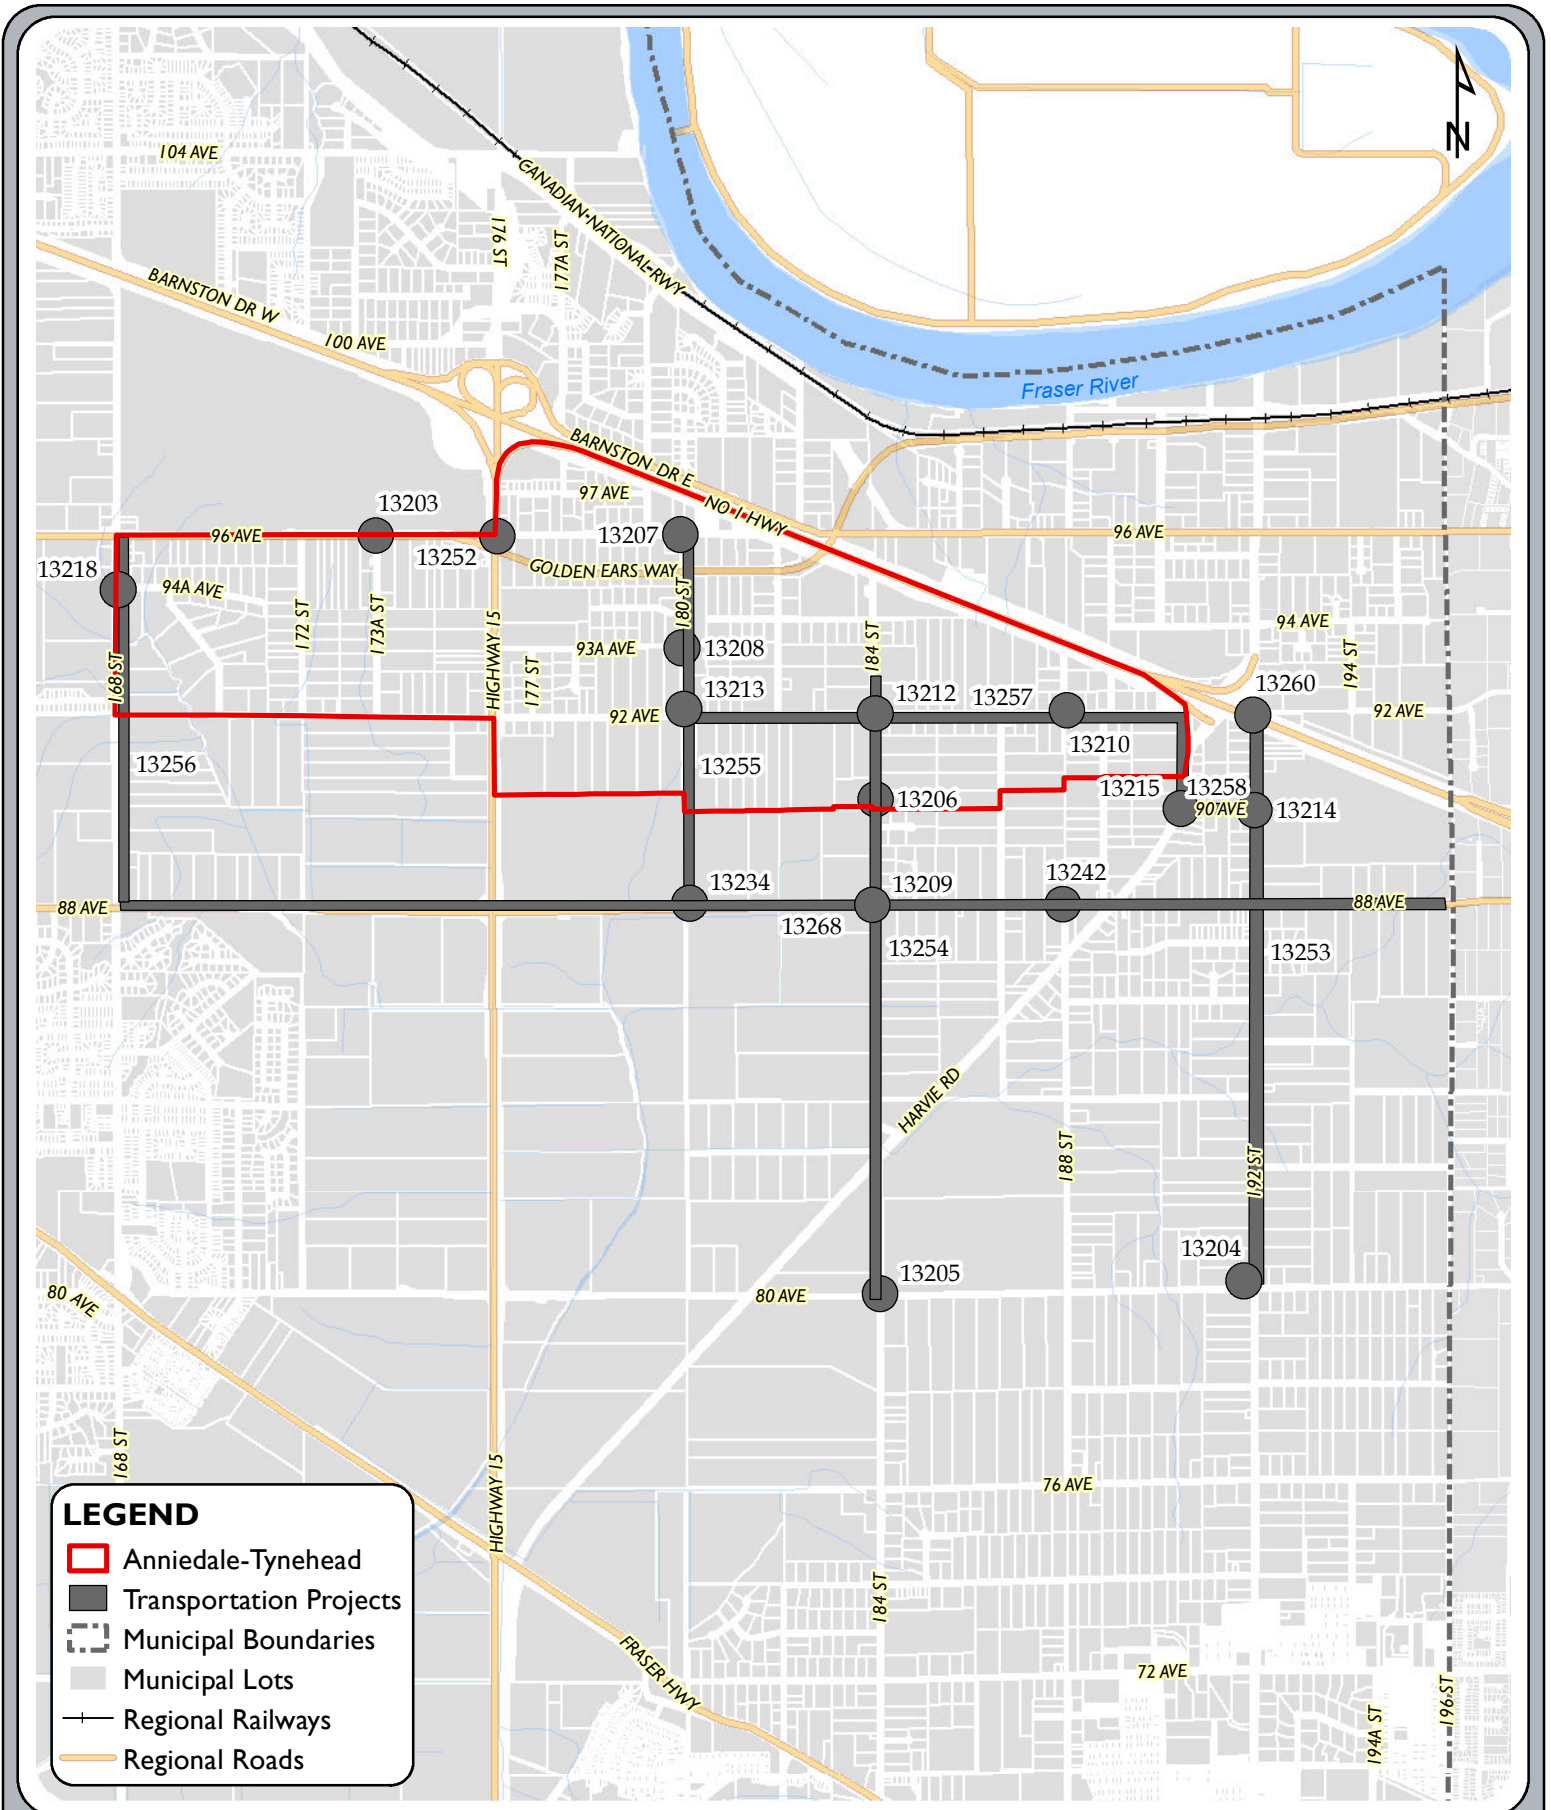 N
104 AVE
CANADIAN-NATIONAL-RWY
176 ST
177A ST
BARNSTON DR W
100 AVE
Fraser River
BARNSTON DR E
97 AVE
NO 1 HWY
13203
96 AVE
13252
13207
96 AVE
13218
94A AVE
GOLDEN EARS WAY
180 ST
172 ST
173A ST
HIGHWAY 15
177 ST
93A AVE
13208
184 ST
94 AVE
194 ST
168 ST
13213
13212
13257
13260
92 AVE
92 AVE
13210
13256
13255
13206
13215
13258
90 AVE
13214
13234
13209
13242
88 AVE
88 AVE
13268
13254
13253
HARVIE RD
188 ST
192 ST
13204
13205
80 AVE
80 AVE
168 ST
HIGHWAY 15
76 AVE
184 ST
FRASER HWY
72 AVE
194A ST
196 ST
LEGEND
Anniedale-Tynehead
Transportation Projects
Municipal Boundaries
Municipal Lots
Regional Railways
Regional Roads